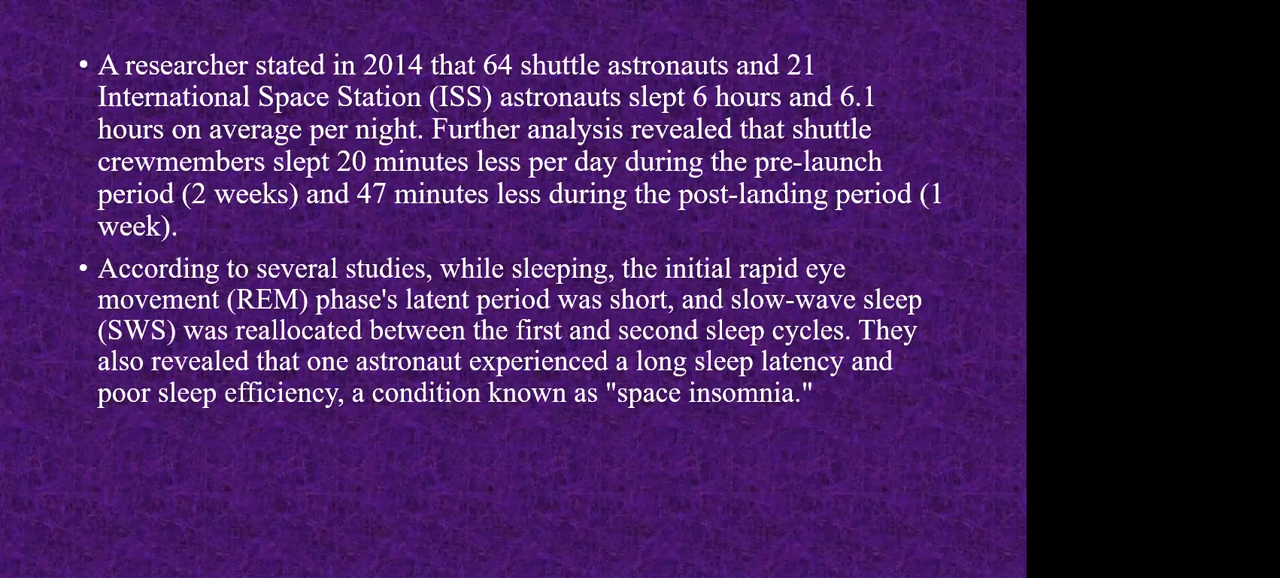 • A researcher stated in 2014 that 64 shuttle astronauts and 21
International Space Station (ISS) astronauts slept 6 hours and 6.1
hours on average per night. Further analysis revealed that shuttle
crewmembers slept 20 minutes less per day during the pre-launch
period (2 weeks) and 47 minutes less during the post-landing period (1
week).
• According to several studies, while sleeping, the initial rapid eye
movement (REM) phase's latent period was short, and slow-wave sleep
(SWS) was reallocated between the first and second sleep cycles. They
also revealed that one astronaut experienced a long sleep latency and
poor sleep efficiency, a condition known as "space insomnia."